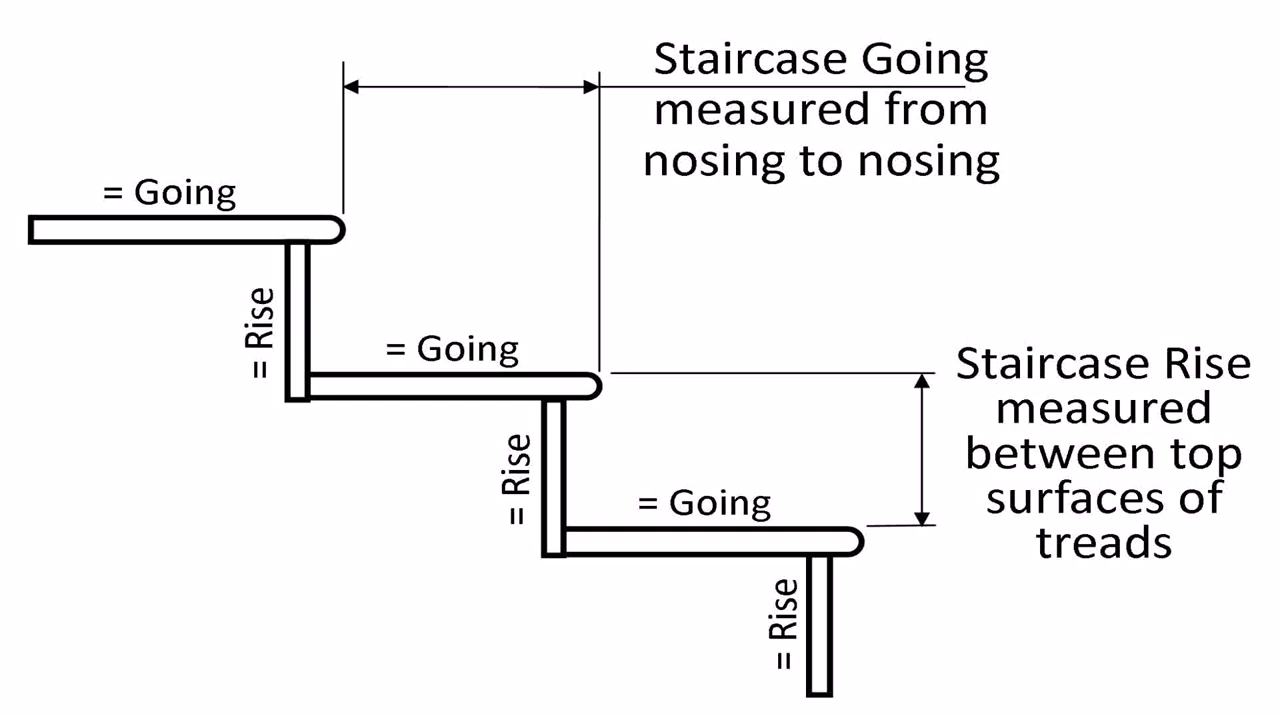 Staircase Going
measured from
nosing to nosing
= Going
= Rise
= Going
Staircase Rise
measured
between top
surfaces of
treads
= Rise
= Going
= Rise